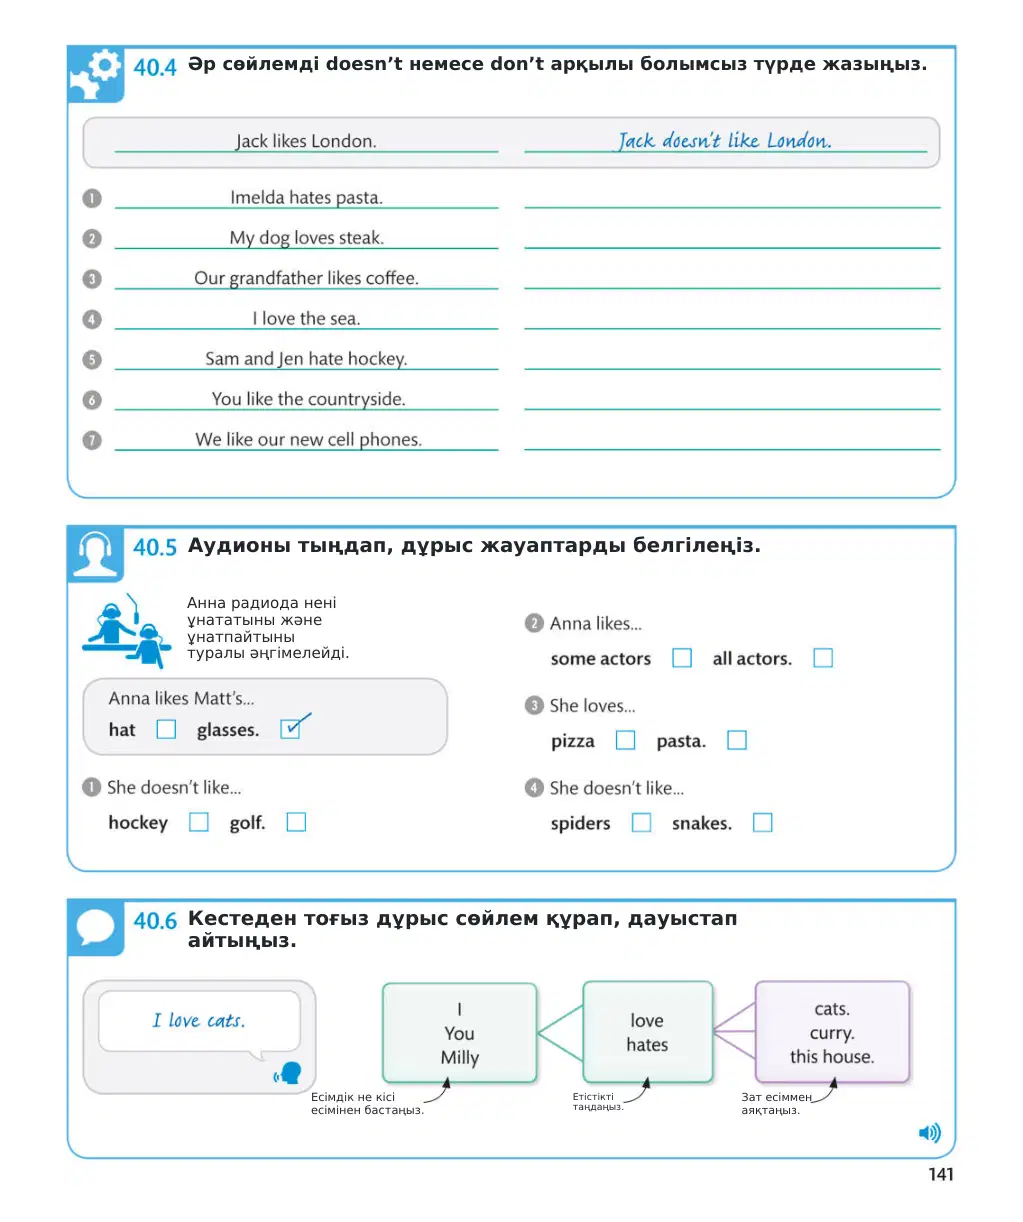 40.4 Әр сөйлемді doesn’t немесе don’t арқылы болымсыз түрде жазыңыз.
Jack likes London. Jack doesn’t like London.
1 Imelda hates pasta.
2 My dog loves steak.
3 Our grandfather likes coffee.
4 I love the sea.
5 Sam and Jen hate hockey.
6 You like the countryside.
7 We like our new cell phones.
40.5 Аудионы тыңдап, дұрыс жауаптарды белгілеңіз.
Анна радиода нені
ұнататыны және
ұнатпайтыны
туралы әңгімелейді.
Anna likes Matt’s...
hat glasses.
1 She doesn’t like...
hockey golf.
2 Anna likes...
some actors all actors.
3 She loves...
pizza pasta.
4 She doesn’t like...
spiders snakes.
40.6 Кестеден тоғыз дұрыс сөйлем құрап, дауыстап
айтыңыз.
I love cats.
I
You
Milly
love
hates
cats.
curry.
this house.
Есімдік не кісі
есімінен бастаңыз.
Етістікті
таңдаңыз.
Зат есіммен
аяқтаңыз.
141